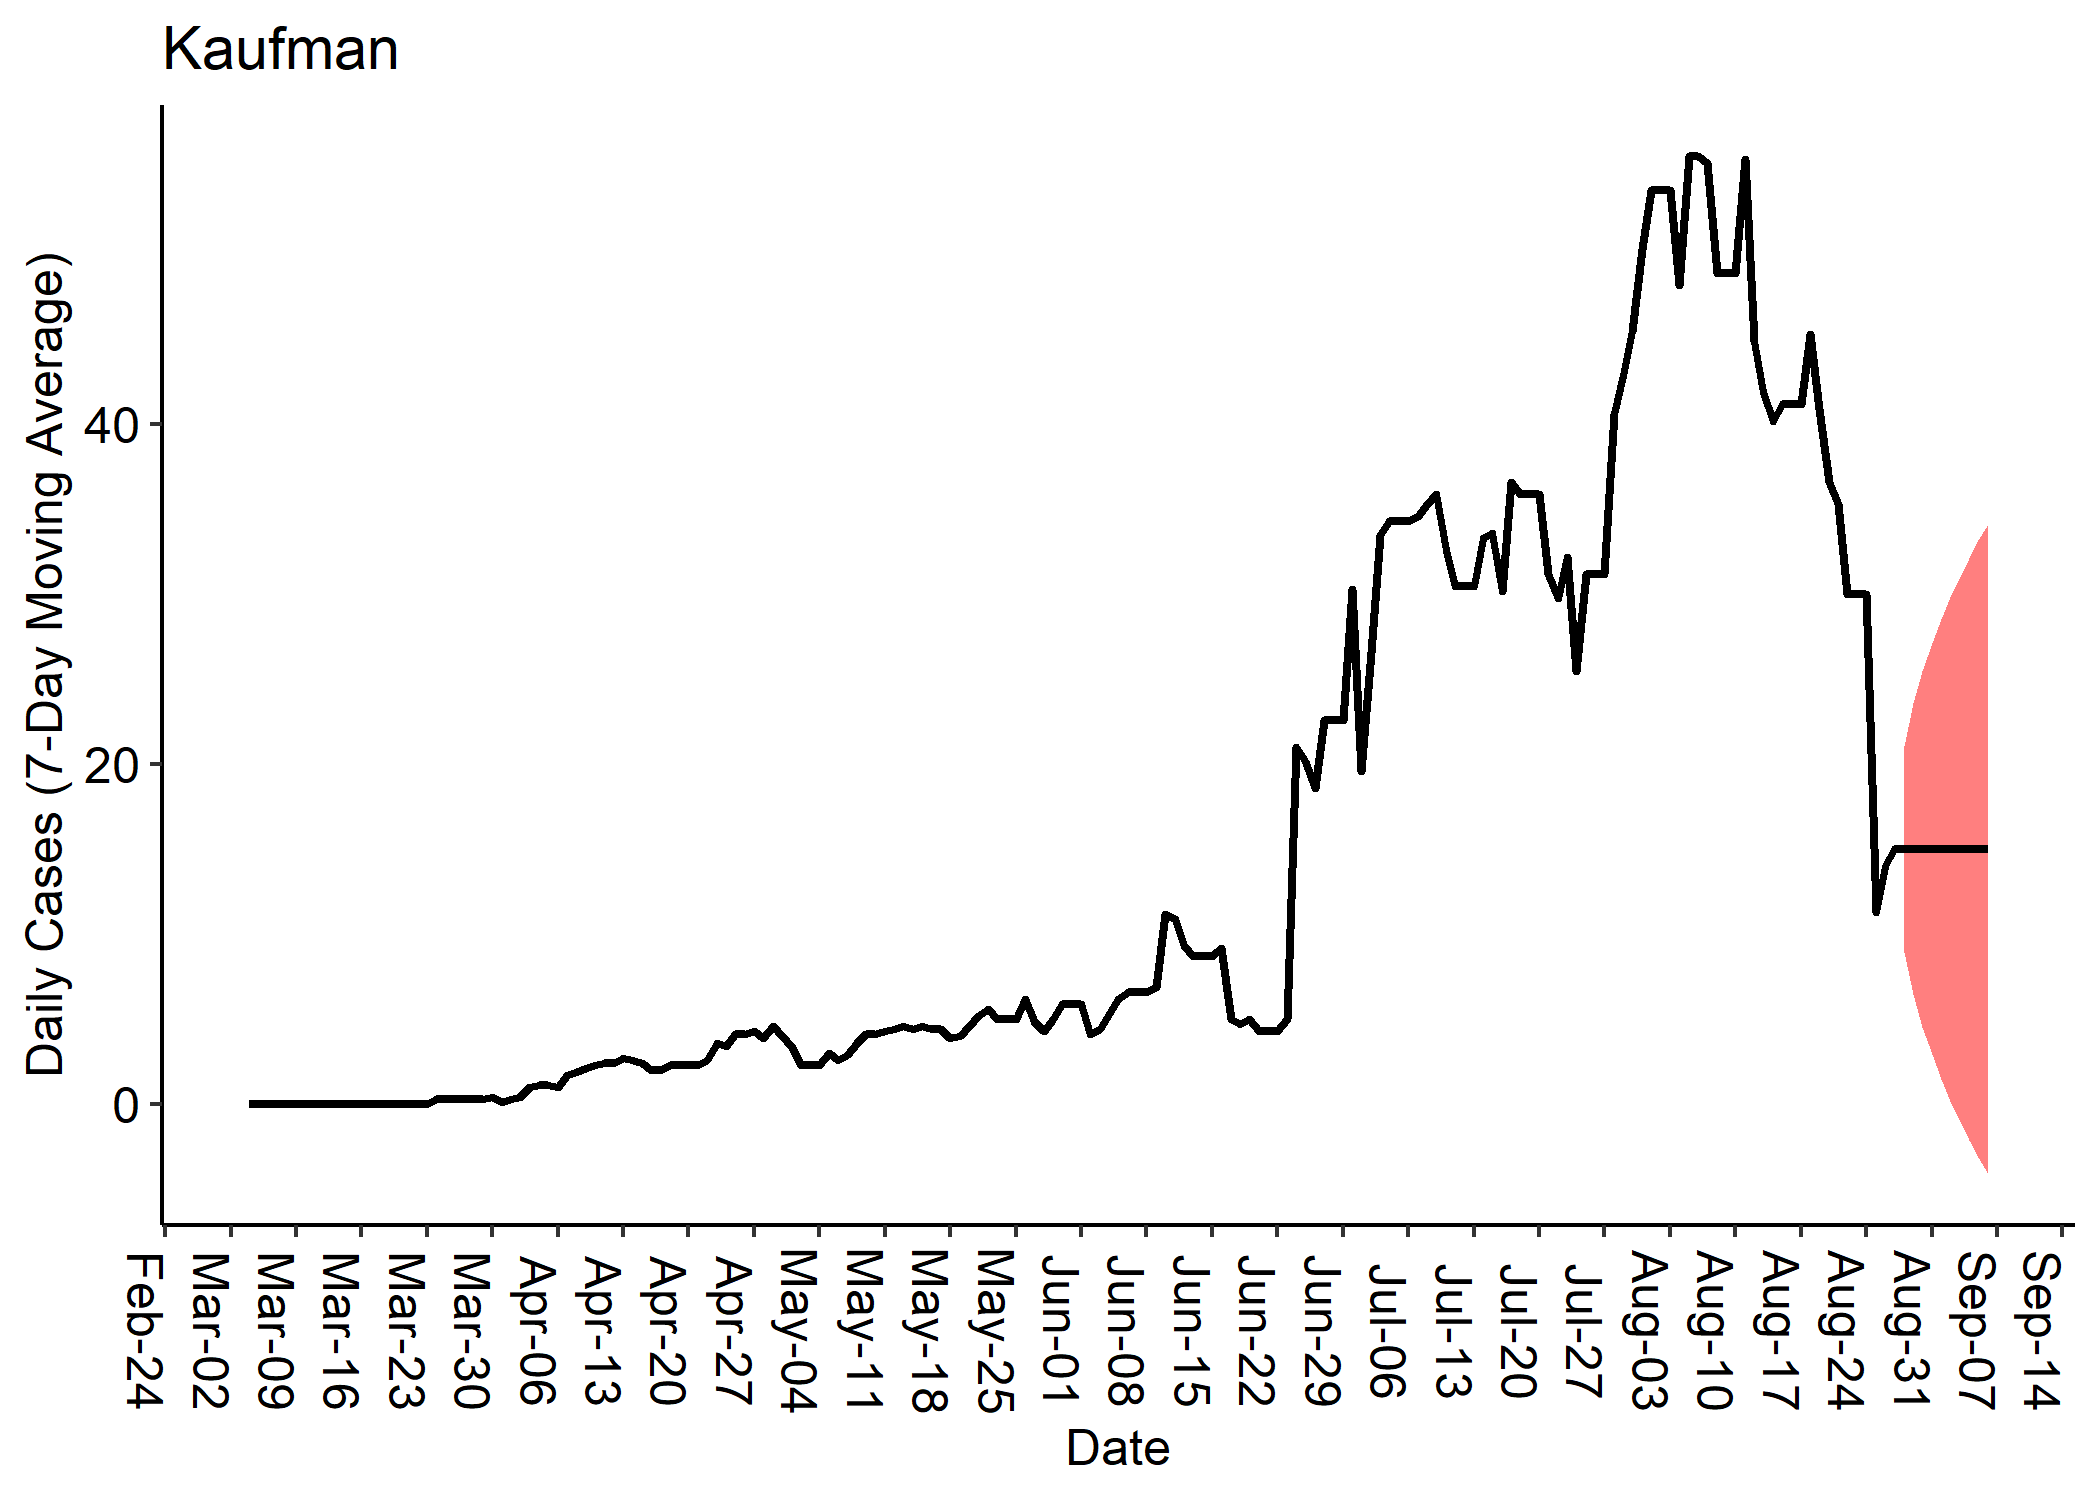 Kaufman
Daily Cases (7-Day Moving Average)
40
20
0
Feb-24
Mar-02
Mar-09
Mar-16
Mar-23
Mar-30
Apr-06
Apr-13
Apr-20
Apr-27
May-04
May-11
May-18
May-25
Jun-01
Jun-08
Jun-15
Jun-22
Jun-29
Jul-06
Jul-13
Jul-20
Jul-27
Aug-03
Aug-10
Aug-17
Aug-24
Aug-31
Sep-07
Sep-14
Date